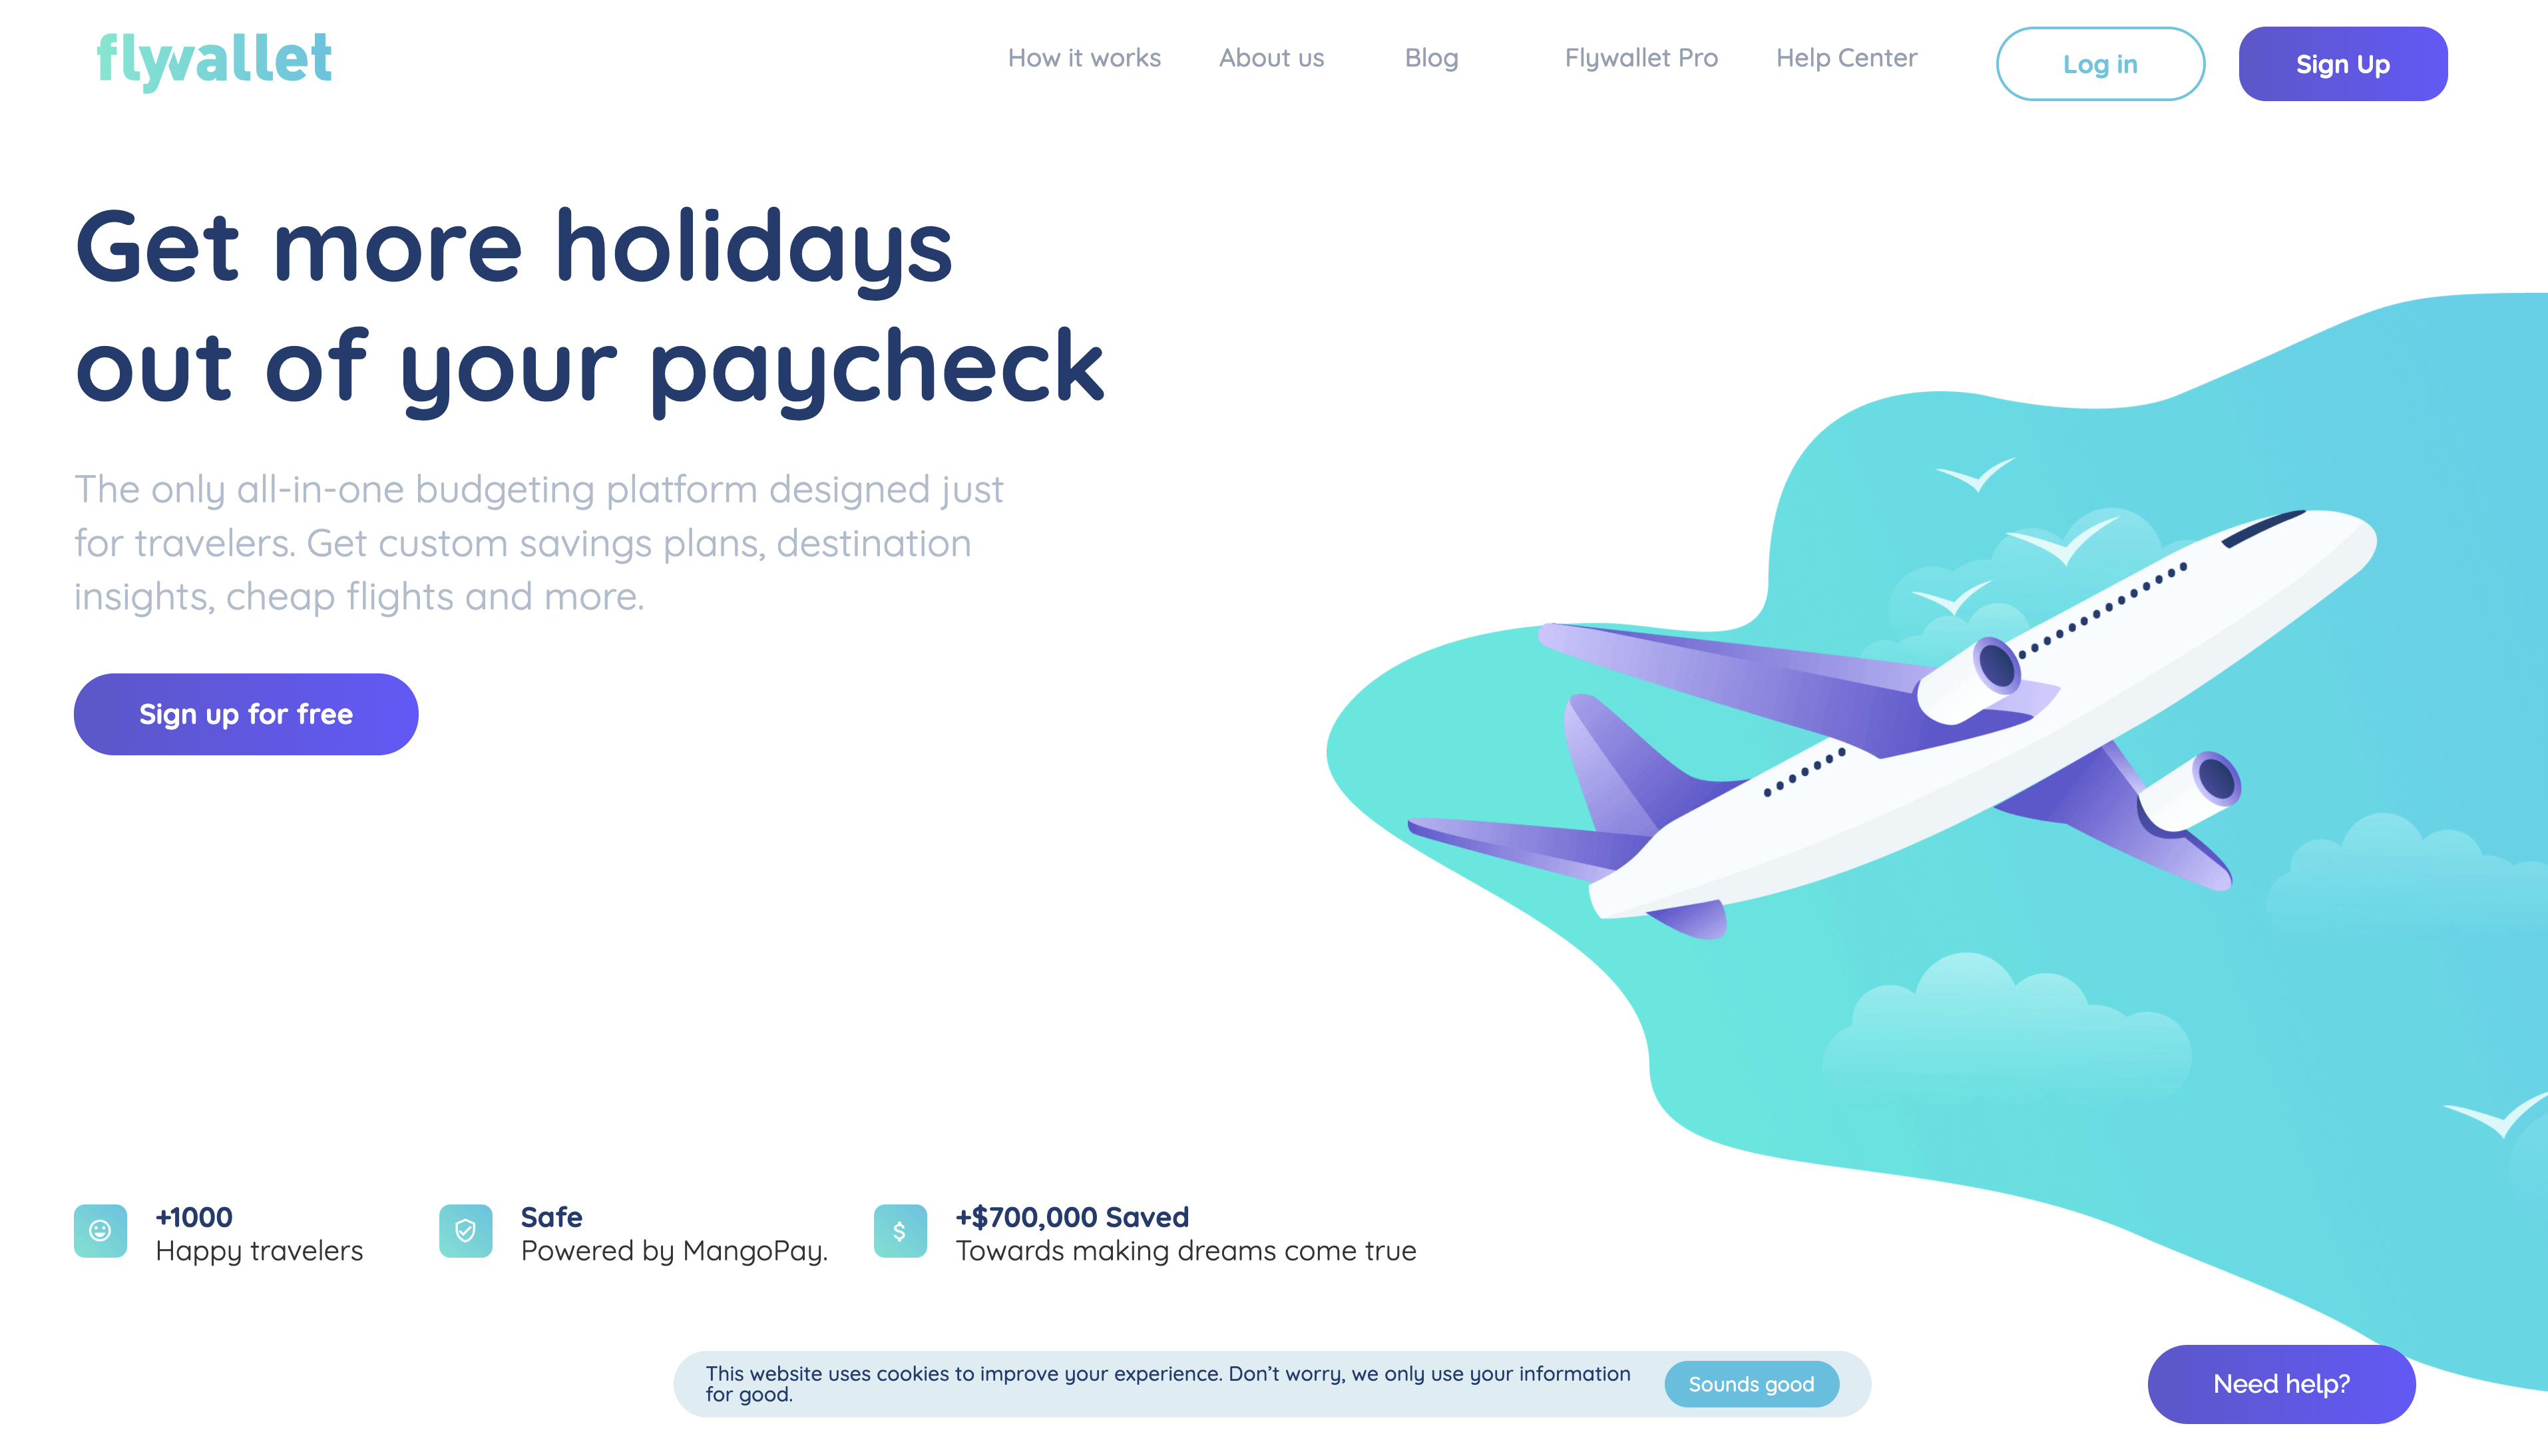 flywallet
How it works
About us
Blog
Flywallet Pro
Help Center
Log in
Sign Up
Get more holidays
out of your paycheck
The only all-in-one budgeting platform designed just
for travelers. Get custom savings plans, destination
insights, cheap flights and more.
Sign up for free
+1000
Happy travelers
Safe
Powered by MangoPay.
+$700,000 Saved
Towards making dreams come true
This website uses cookies to improve your experience. Don’t worry, we only use your information
for good.
Sounds good
Need help?